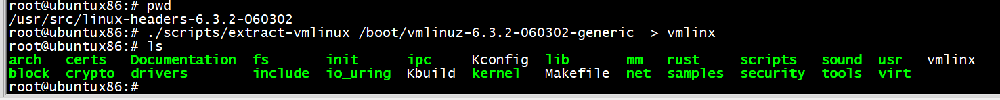 root@ubuntux86:# pwd
/usr/src/linux-headers-6.3.2-060302
root@ubuntux86:# ./scripts/extract-vmlinux /boot/vmlinuz-6.3.2-060302-generic  > vmlinx
root@ubuntux86:# ls
arch   certs   Documentation  fs       init      ipc      Kconfig   lib       mm   rust     scripts   sound  usr   vmlinx
block  crypto  drivers        include  io_uring  Kbuild   kernel    Makefile  net  samples  security  tools  virt
root@ubuntux86:#